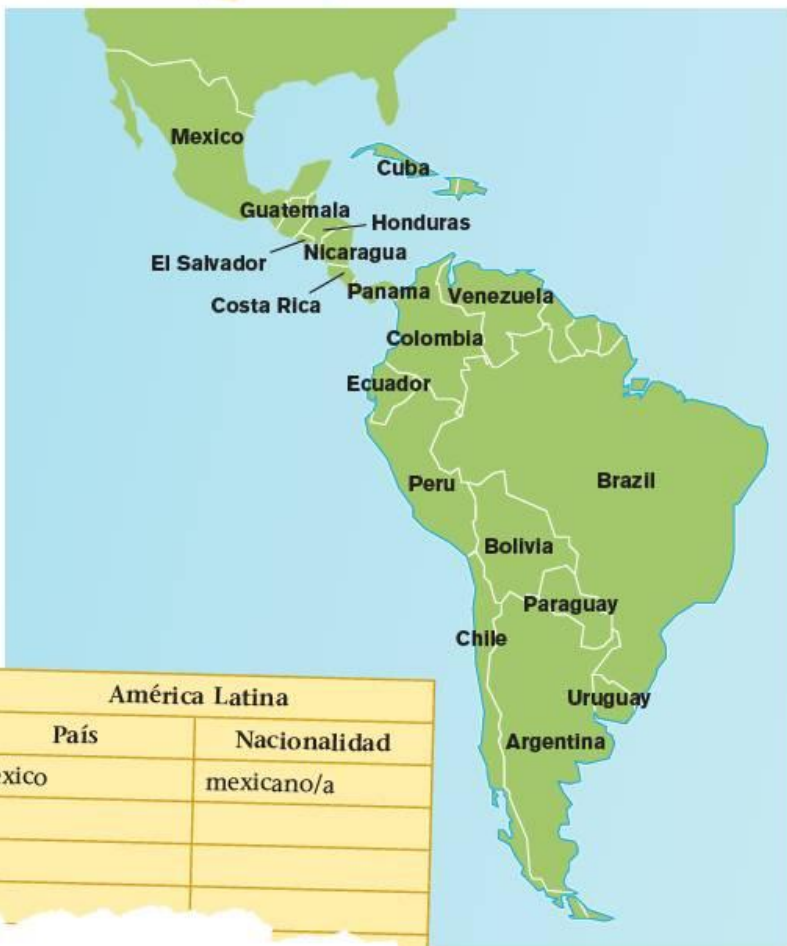 Mexico
Cuba
Guatemala
Honduras
El Salvador
Nicaragua
Costa Rica
Panama
Venezuela
Colombia
Ecuador
Peru
Brazil
Bolivia
Paraguay
Chile
Uruguay
Argentina
América Latina
País
Nacionalidad
xico
mexicano/a